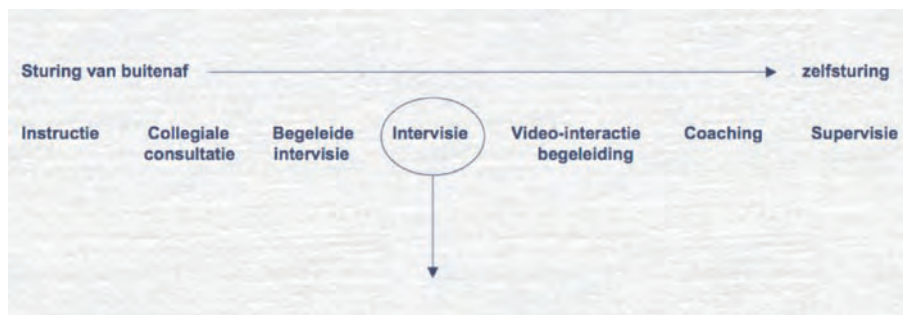 Sturing van buitenaf zelfsturing
Instructie Collegiale Begeleide Intervisie Video-interactie Coaching Supervisie
consultatie intervisie begeleiding